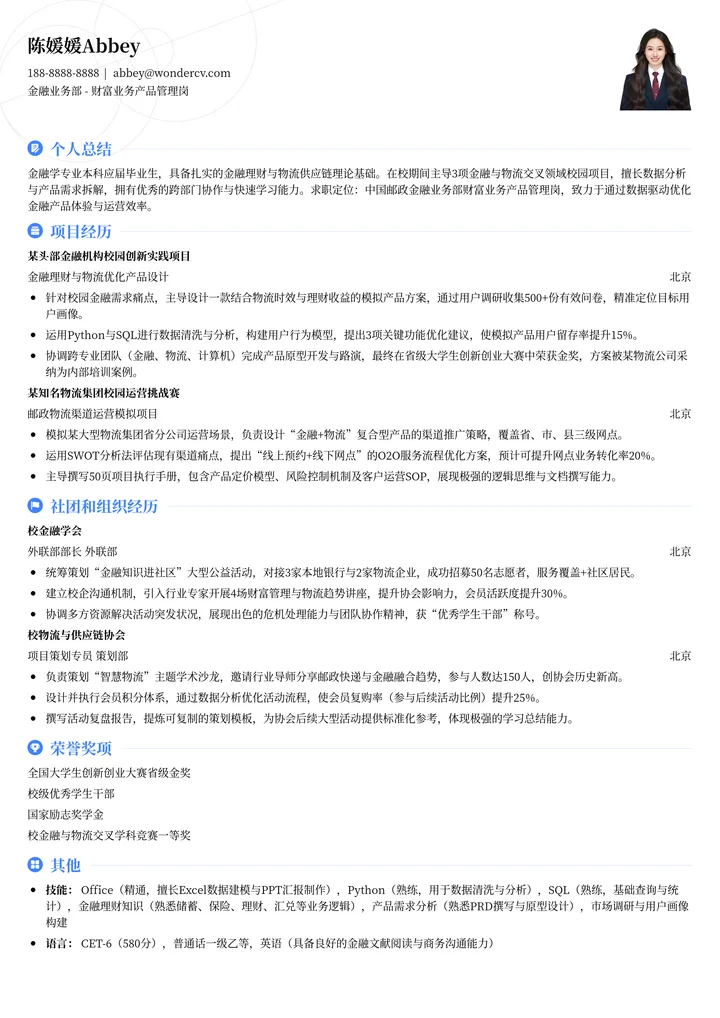 陈媛媛Abbey
188-8888-8888 | abbey@wondercv.com
金融业务部 - 财富业务产品管理岗
个人总结
金融学专业本科应届毕业生，具备扎实的金融理财与物流供应链理论基础。在校期间主导3项金融与物流交叉领域校园项目，擅长数据分析
与产品需求拆解，拥有优秀的跨部门协作与快速学习能力。求职定位：中国邮政金融业务部财富业务产品管理岗，致力于通过数据驱动优化
金融产品体验与运营效率。
项目经历
某头部金融机构校园创新实践项目
金融理财与物流优化产品设计 北京
• 针对校园金融需求痛点，主导设计一款结合物流时效与理财收益的模拟产品方案，通过用户调研收集500+份有效问卷，精准定位目标用
户画像。
• 运用Python与SQL进行数据清洗与分析，构建用户行为模型，提出3项关键功能优化建议，使模拟产品用户留存率提升15%。
• 协调跨专业团队（金融、物流、计算机）完成产品原型开发与路演，最终在省级大学生创新创业大赛中荣获金奖，方案被某物流公司采
纳为内部培训案例。
某知名物流集团校园运营挑战赛
邮政物流渠道运营模拟项目 北京
• 模拟某大型物流集团省分公司运营场景，负责设计“金融+物流”复合型产品的渠道推广策略，覆盖省、市、县三级网点。
• 运用SWOT分析法评估现有渠道痛点，提出“线上预约+线下网点”的O2O服务流程优化方案，预计可提升网点业务转化率20%。
• 主导撰写50页项目执行手册，包含产品定价模型、风险控制机制及客户运营SOP，展现极强的逻辑思维与文档撰写能力。
社团和组织经历
校金融学会
外联部部长 外联部 北京
• 统筹策划“金融知识进社区”大型公益活动，对接3家本地银行与2家物流企业，成功招募50名志愿者，服务覆盖+社区居民。
• 建立校企沟通机制，引入行业专家开展4场财富管理与物流趋势讲座，提升协会影响力，会员活跃度提升30%。
• 协调多方资源解决活动突发状况，展现出色的危机处理能力与团队协作精神，获“优秀学生干部”称号。
校物流与供应链协会
项目策划专员 策划部 北京
• 负责策划“智慧物流”主题学术沙龙，邀请行业导师分享邮政快递与金融融合趋势，参与人数达150人，创协会历史新高。
• 设计并执行会员积分体系，通过数据分析优化活动流程，使会员复购率（参与后续活动比例）提升25%。
• 撰写活动复盘报告，提炼可复制的策划模板，为协会后续大型活动提供标准化参考，体现极强的学习总结能力。
荣誉奖项
全国大学生创新创业大赛省级金奖
校级优秀学生干部
国家励志奖学金
校金融与物流交叉学科竞赛一等奖
其他
• 技能： Office（精通，擅长Excel数据建模与PPT汇报制作），Python（熟练，用于数据清洗与分析），SQL（熟练，基础查询与统
计），金融理财知识（熟悉储蓄、保险、理财、汇兑等业务逻辑），产品需求分析（熟悉PRD撰写与原型设计），市场调研与用户画像
构建
• 语言： CET-6（580分），普通话一级乙等，英语（具备良好的金融文献阅读与商务沟通能力）